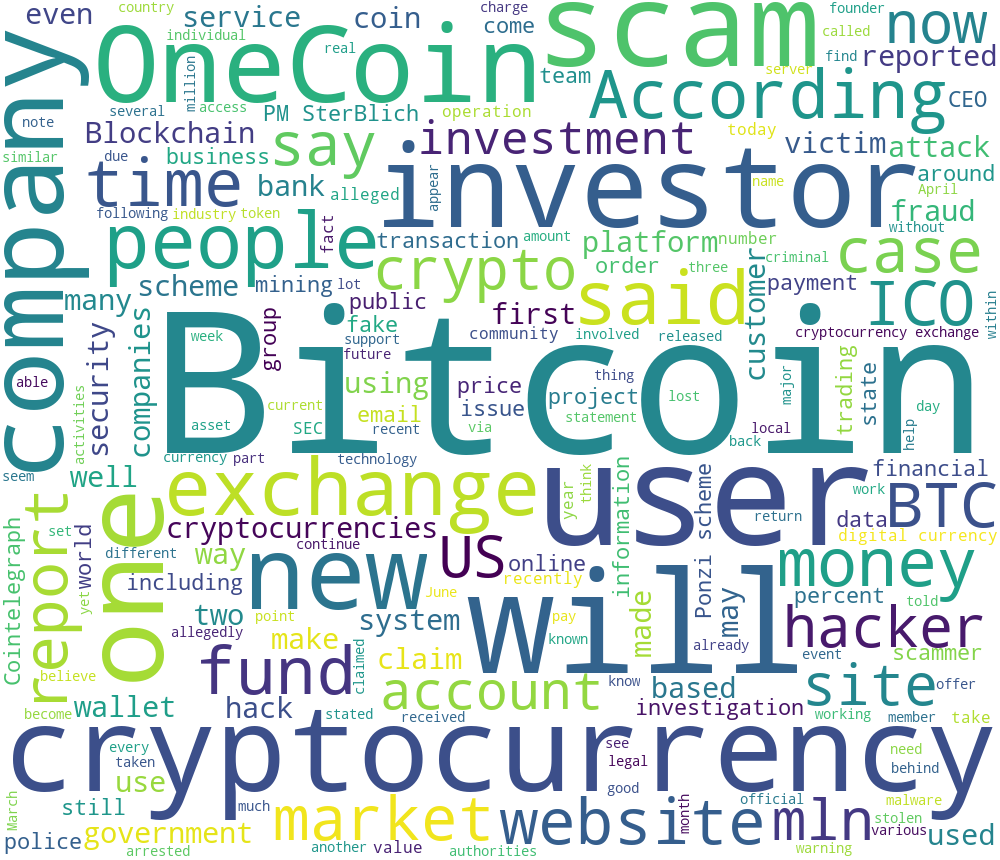 country
individual
even
service
coin
come
charge
founder
called
now
scam
OneCoin
company
real
find
reported
million
server
team
According
CEO
several
access
PM SterBlich
operation
note
Blockchain
say
investment
today
victim
attack
similar
due
business
time
bank
alleged
appear
investor
name
around
April
following
industry
token
fact
fraud
without
people
transaction
amount
platform
number
case
crypto
order
three
criminal
many
scheme
mining
lot
public
said
customer
payment
ICO
within
first
group
week
Bitcoin
fake
support
future
community
involved
released
cryptocurrency exchange
able
security
companies
activities
using
price
thing
project
major
trading
state
current
email
issue
statement
lost
day
asset
SEC
recent
via
back
local
help
seem
well
currency
part
technology
financial
exchange
user
one
report
year
think
information
Ponzi scheme
return
work
data
BTC
set
cryptocurrencies
continue
US
online
digital currency
Cointelegraph
yet
world
different
way
new
recently
money
including
June
will
made
may
percent
told
two
system
pay
hacker
allegedly
point
make
known
already
scammer
believe
fund
claim
claimed
account
know
based
event
site
offer
become
wallet
hack
stated
received
investigation
working
member
take
cryptocurrency
every
taken
see
legal
need
behind
use
good
March
still
much
market
website
month
official
mln
malware
stolen
various
used
police
government
another
value
warning
arrested
authorities